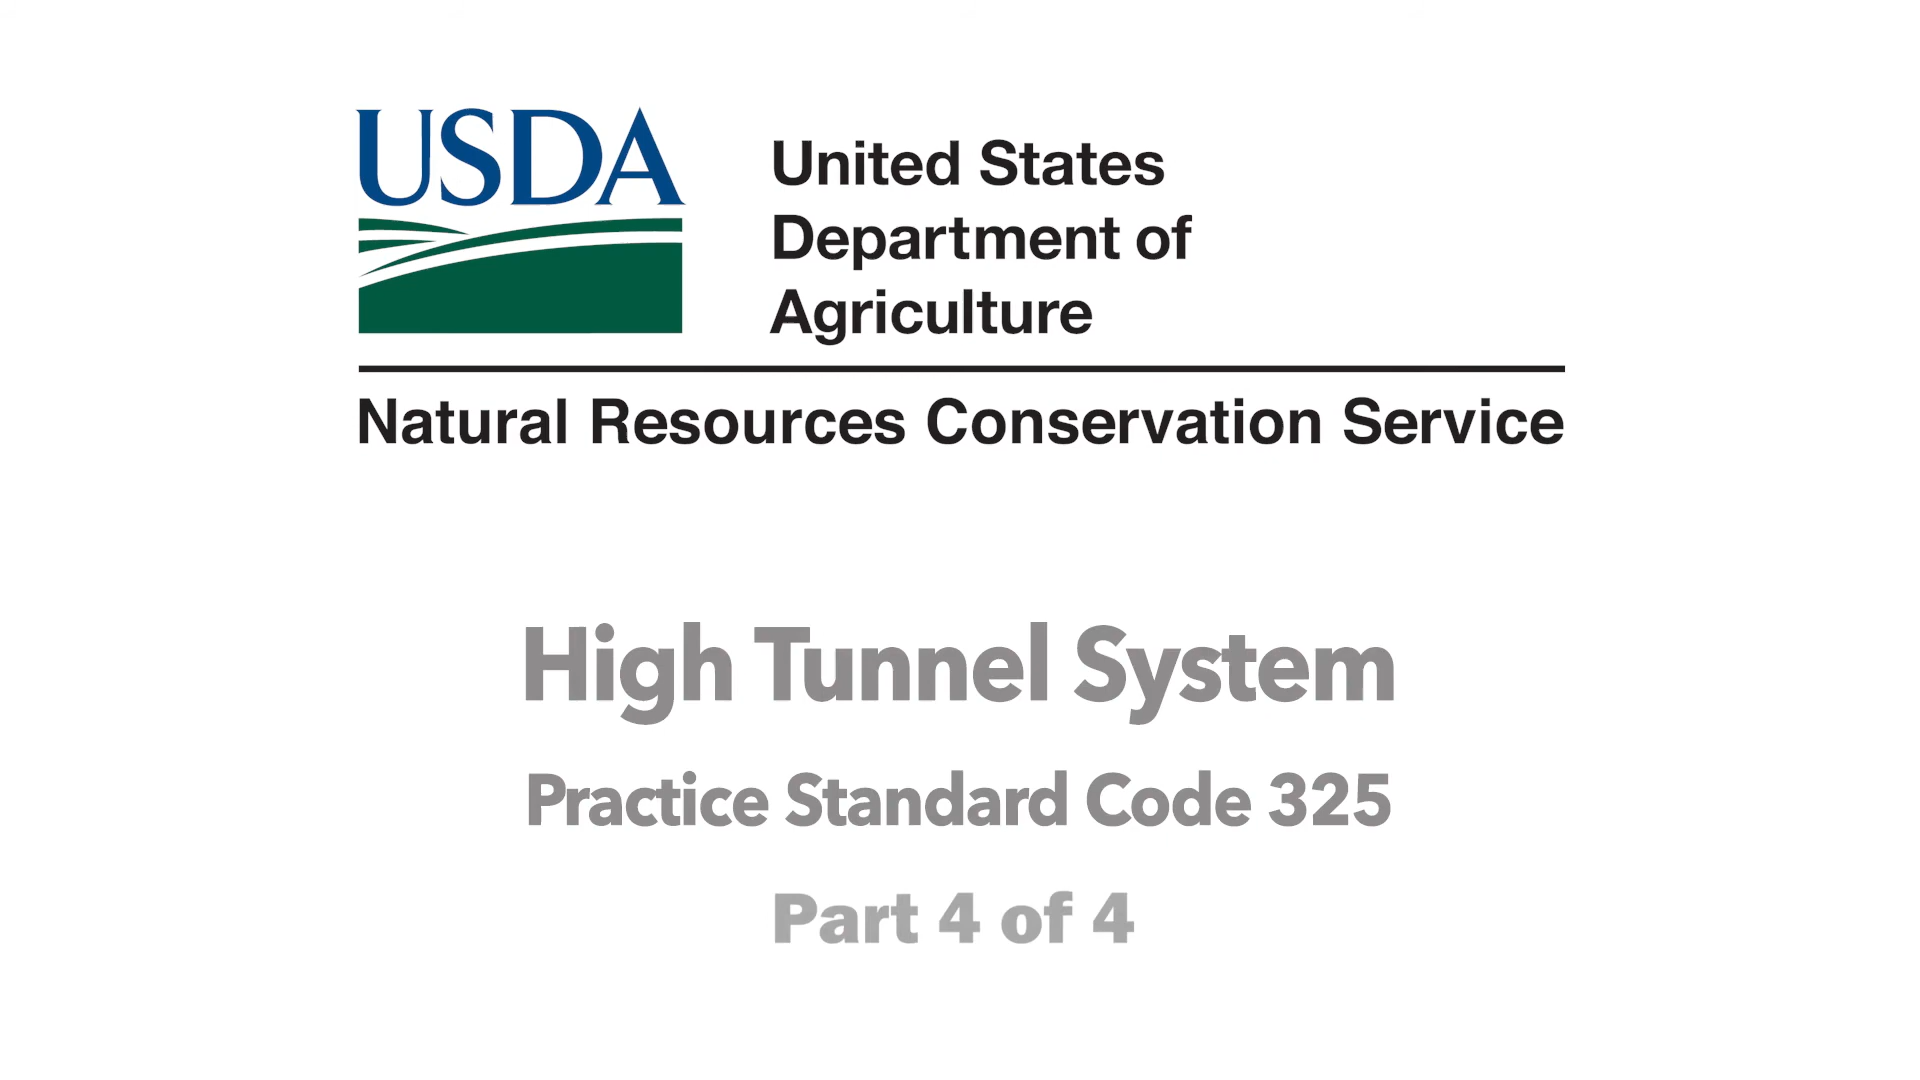 USDA
United States
Department of
Agriculture
Natural Resources Conservation Service
High Tunnel System
Practice Standard Code 325
Part 4 of 4